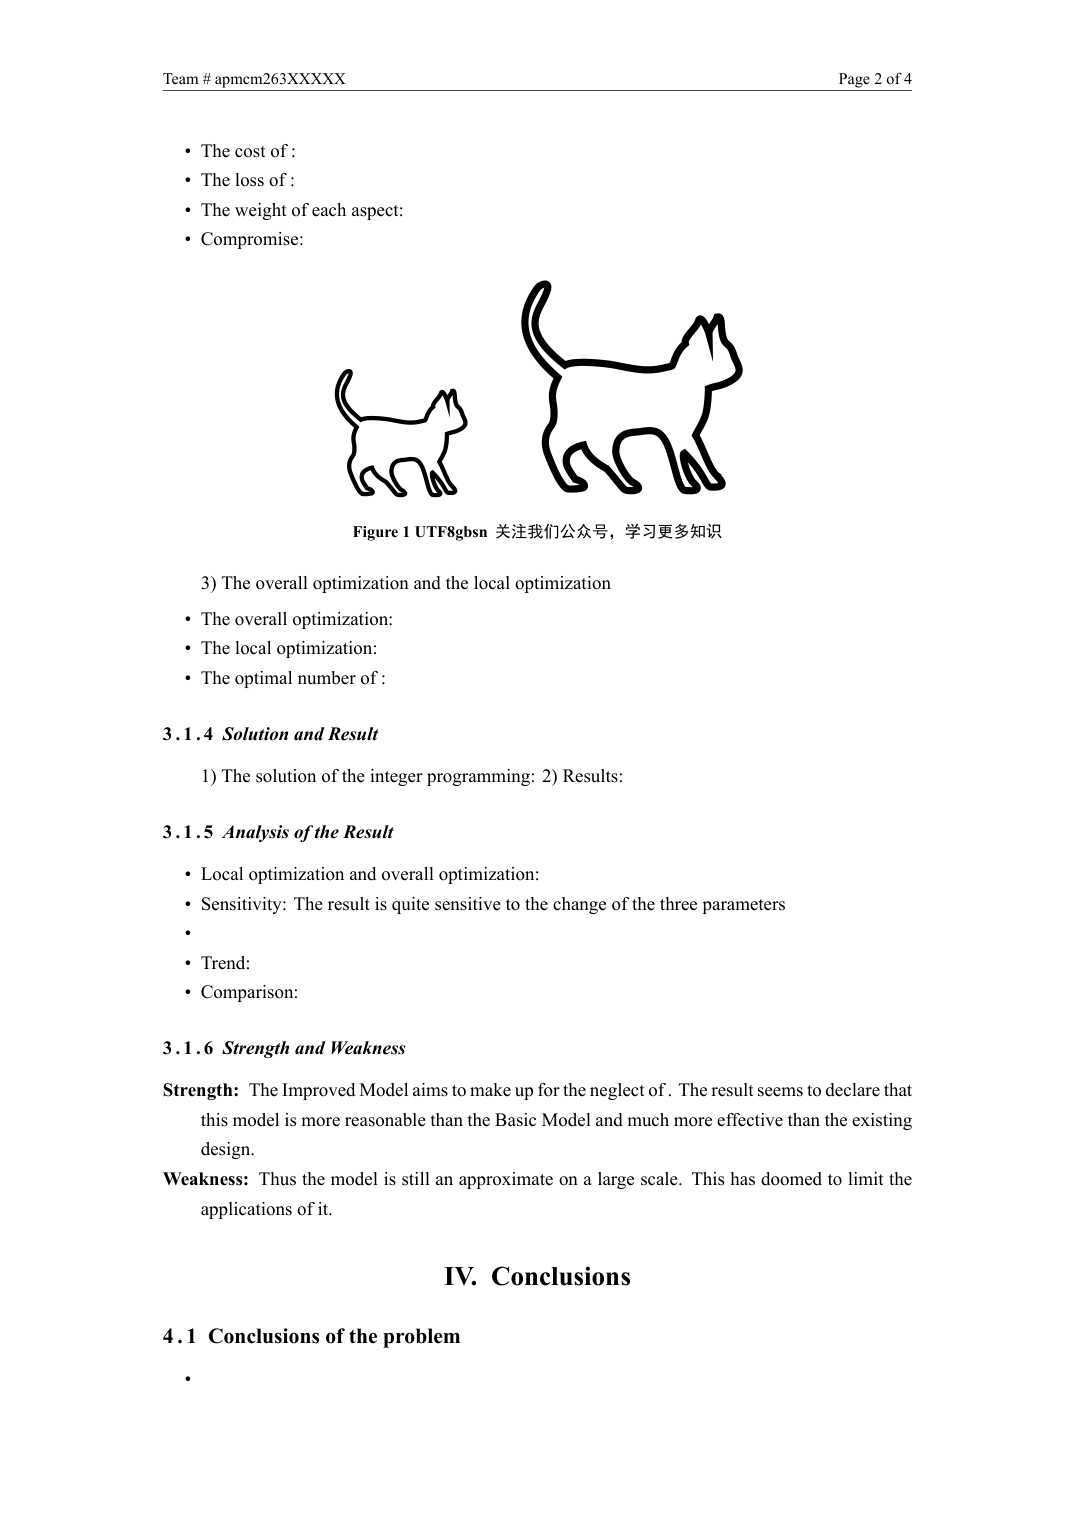 Team # apmcm263XXXXX Page 2 of 4
• The cost of :
• The loss of :
• The weight of each aspect:
• Compromise:
Figure 1 UTF8gbsn 关注我们公众号，学习更多知识
3) The overall optimization and the local optimization
• The overall optimization:
• The local optimization:
• The optimal number of :
3.1.4 Solution and Result
1) The solution of the integer programming: 2) Results:
3.1.5 Analysis of the Result
• Local optimization and overall optimization:
• Sensitivity: The result is quite sensitive to the change of the three parameters
•
• Trend:
• Comparison:
3.1.6 Strength and Weakness
Strength: The Improved Model aims to make up for the neglect of . The result seems to declare that
this model is more reasonable than the Basic Model and much more effective than the existing
design.
Weakness: Thus the model is still an approximate on a large scale. This has doomed to limit the
applications of it.
IV. Conclusions
4.1 Conclusions of the problem
•